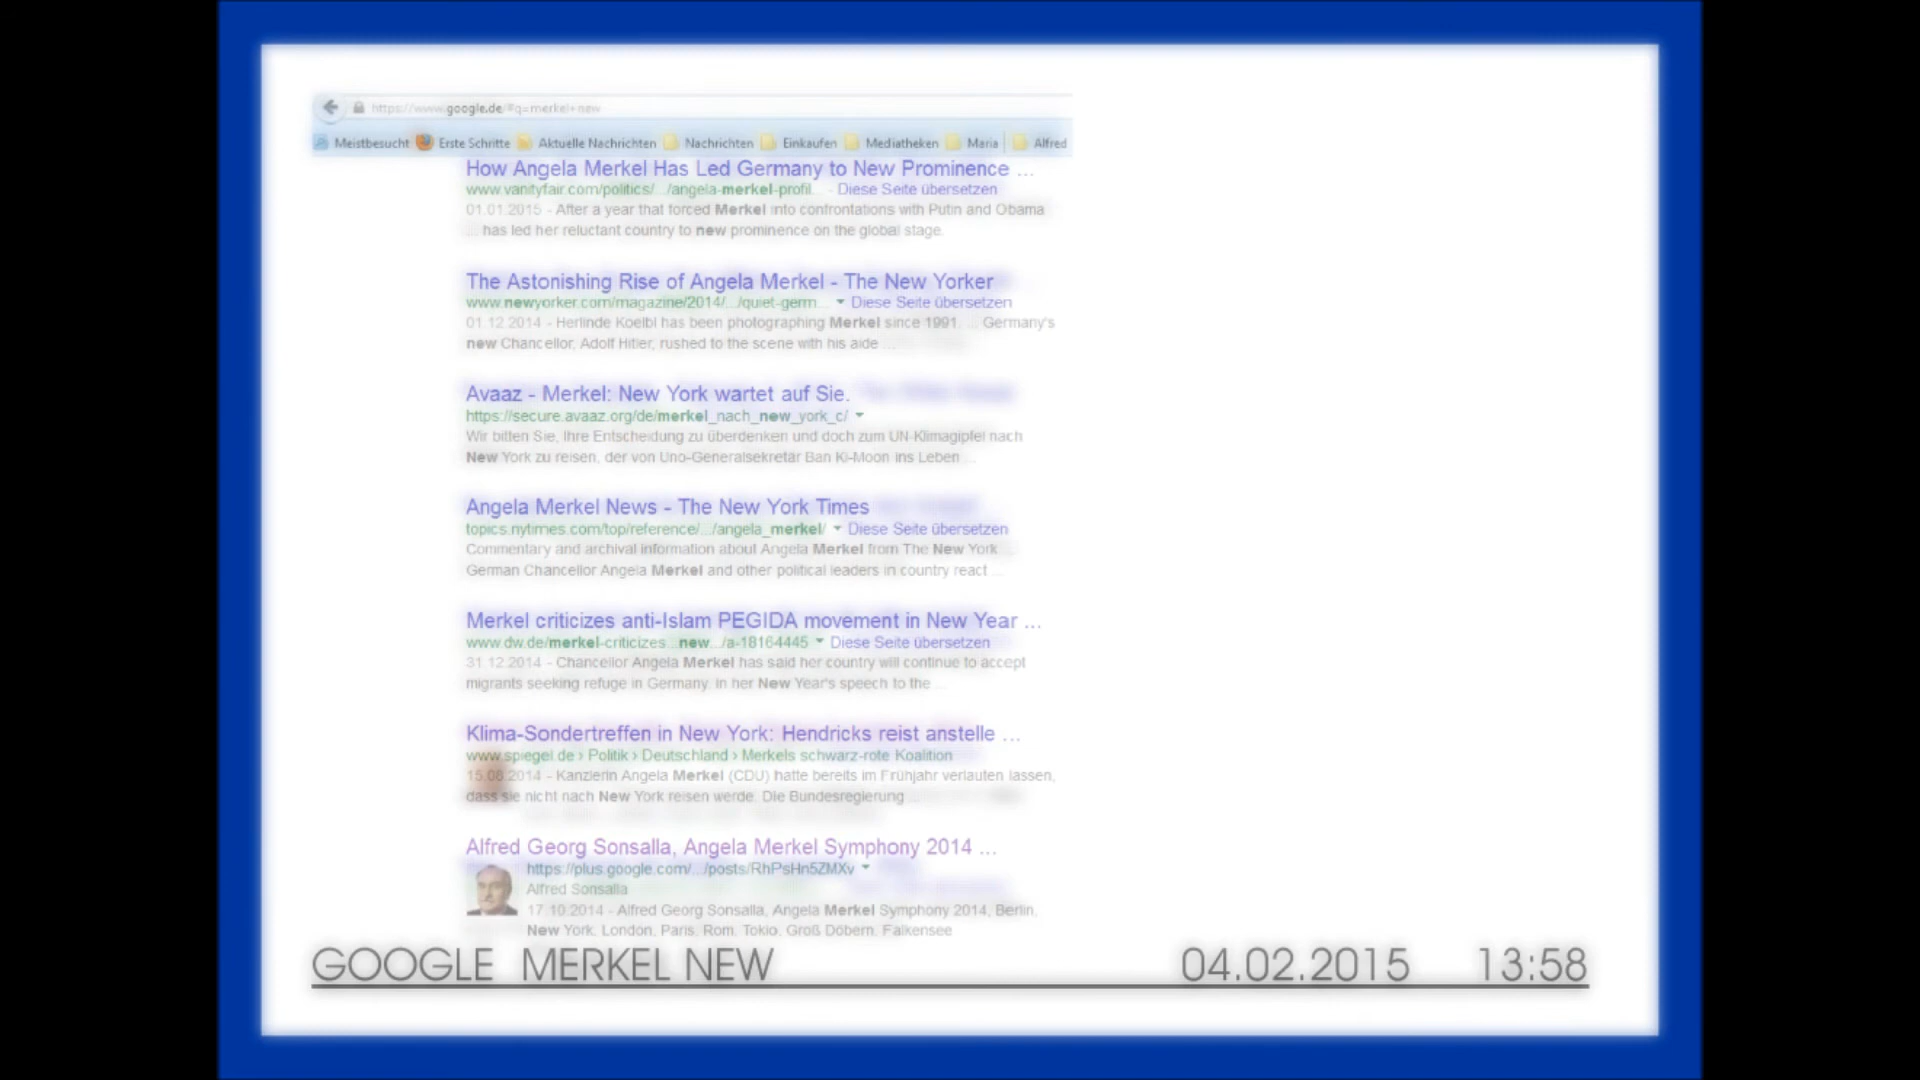 https://www.google.de/#q=merkel+new
Meistbesucht Erste Schritte Aktuelle Nachrichten Nachrichten Einkaufen Mediatheken Maria Alfred
How Angela Merkel Has Led Germany to New Prominence ...
www.vanityfair.com/politics/.../angela-merkel-profil... - Diese Seite übersetzen
01.01.2015 - After a year that forced Merkel into confrontations with Putin and Obama
... has led her reluctant country to new prominence on the global stage.
The Astonishing Rise of Angela Merkel - The New Yorker
www.newyorker.com/magazine/2014/.../quiet-germ... Diese Seite übersetzen
01.12.2014 - Herlinde Koelbl has been photographing Merkel since 1991. ... Germany's
new Chancellor, Adolf Hitler, rushed to the scene with his aide ...
Avaaz - Merkel: New York wartet auf Sie.
https://secure.avaaz.org/de/merkel_nach_new_york_c/
Wir bitten Sie, Ihre Entscheidung zu überdenken und doch zum UN-Klimagipfel nach
New York zu reisen, der von Uno-Generalsekretär Ban Ki-Moon ins Leben ...
Angela Merkel News - The New York Times
topics.nytimes.com/top/reference/.../angela_merkel/ Diese Seite übersetzen
Commentary and archival information about Angela Merkel from The New York ...
German Chancellor Angela Merkel and other political leaders in country react ...
Merkel criticizes anti-Islam PEGIDA movement in New Year ...
www.dw.de/merkel-criticizes...new.../a-18164445 Diese Seite übersetzen
31.12.2014 - Chancellor Angela Merkel has said her country will continue to accept
migrants seeking refuge in Germany. In her New Year's speech to the ...
Klima-Sondertreffen in New York: Hendricks reist anstelle ...
www.spiegel.de › Politik › Deutschland › Merkels schwarz-rote Koalition
15.08.2014 - Kanzlerin Angela Merkel (CDU) hatte bereits im Frühjahr verlauten lassen,
dass sie nicht nach New York reisen werde. Die Bundesregierung ...
Alfred Georg Sonsalla, Angela Merkel Symphony 2014 ...
https://plus.google.com/.../posts/RhPsHn5ZMXv
Alfred Sonsalla
17.10.2014 - Alfred Georg Sonsalla, Angela Merkel Symphony 2014, Berlin,
New York, London, Paris, Rom, Tokio, Groß Döbern, Falkensee
GOOGLE MERKEL NEW 04.02.2015 13:58